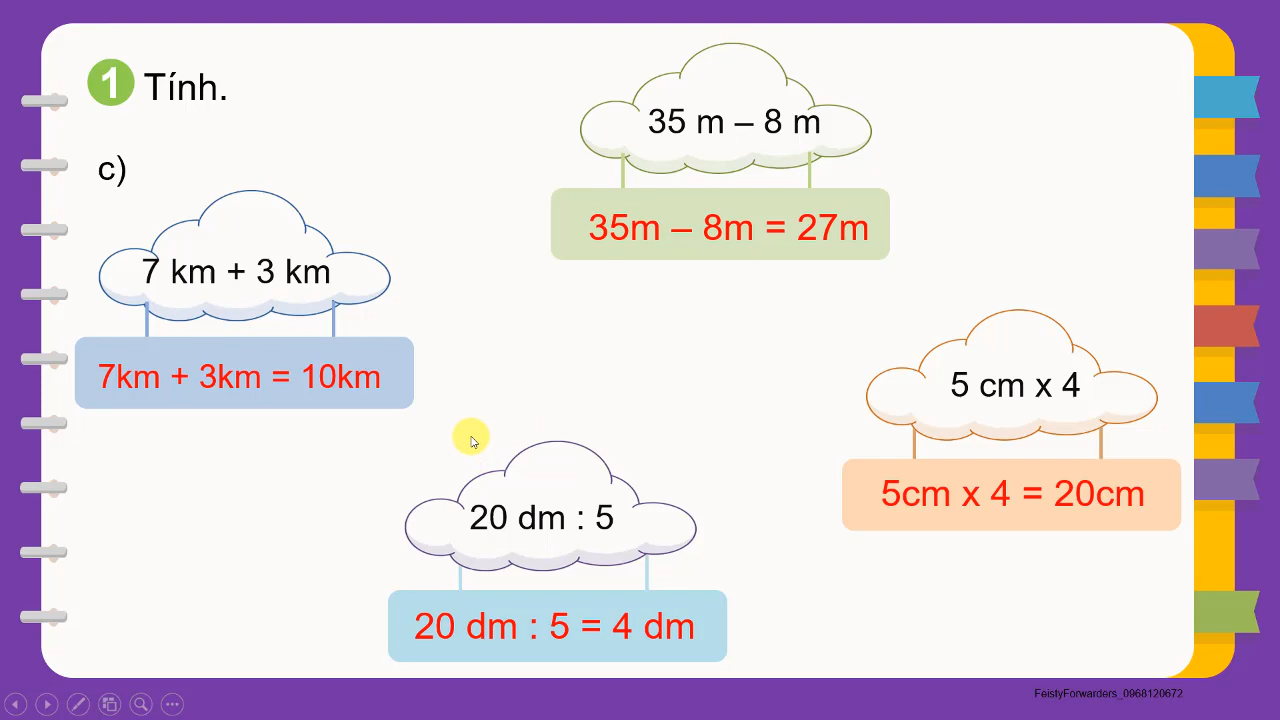 1 Tính.
c)
35 m – 8 m
35m – 8m = 27m
7 km + 3 km
7km + 3km = 10km
5 cm x 4
5cm x 4 = 20cm
20 dm : 5
20 dm : 5 = 4 dm
FeistyForwarders_0968120672